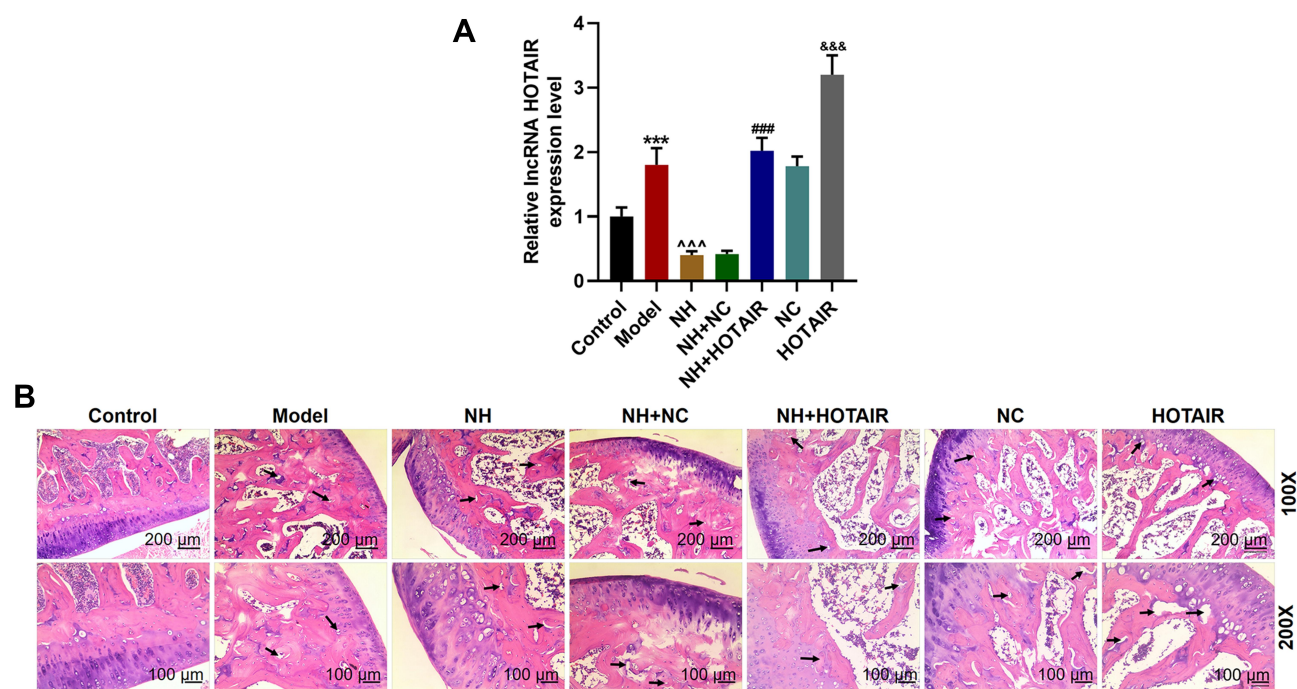 A
Relative lncRNA HOTAIR
expression level
4
3
2
1
0
***
^^^
###
&&&
Control
Model
NH
NH+NC
NH+HOTAIR
NC
HOTAIR
B
Control Model NH NH+NC NH+HOTAIR NC HOTAIR
200 µm 200 µm 200 µm 200 µm 200 µm 200 µm 200 µm
100X
100 µm 100 µm 100 µm 100 µm 100 µm 100 µm 100 µm
200X